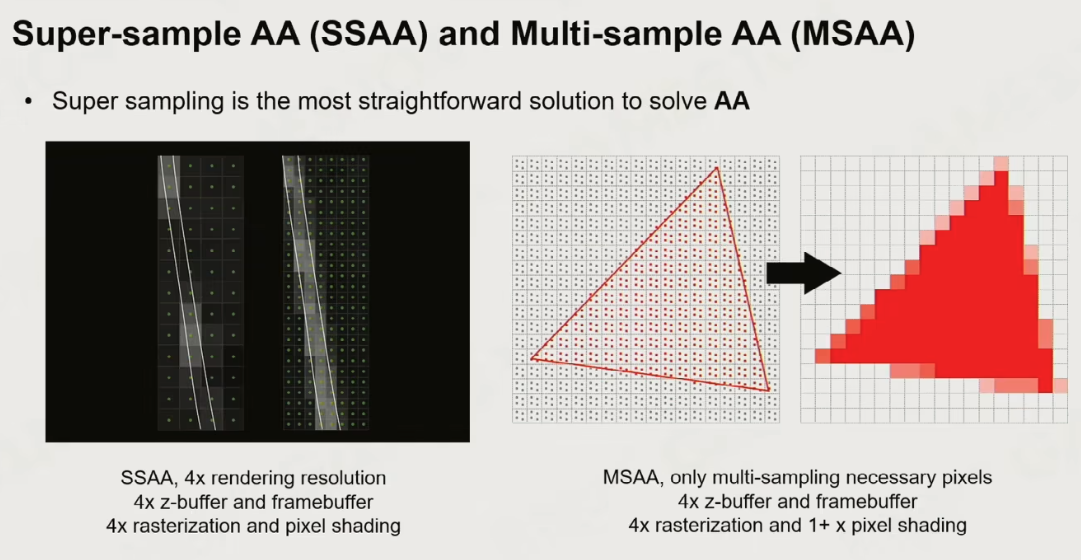 Super-sample AA (SSAA) and Multi-sample AA (MSAA)
• Super sampling is the most straightforward solution to solve AA
SSAA, 4x rendering resolution
4x z-buffer and framebuffer
4x rasterization and pixel shading
MSAA, only multi-sampling necessary pixels
4x z-buffer and framebuffer
4x rasterization and 1+ x pixel shading